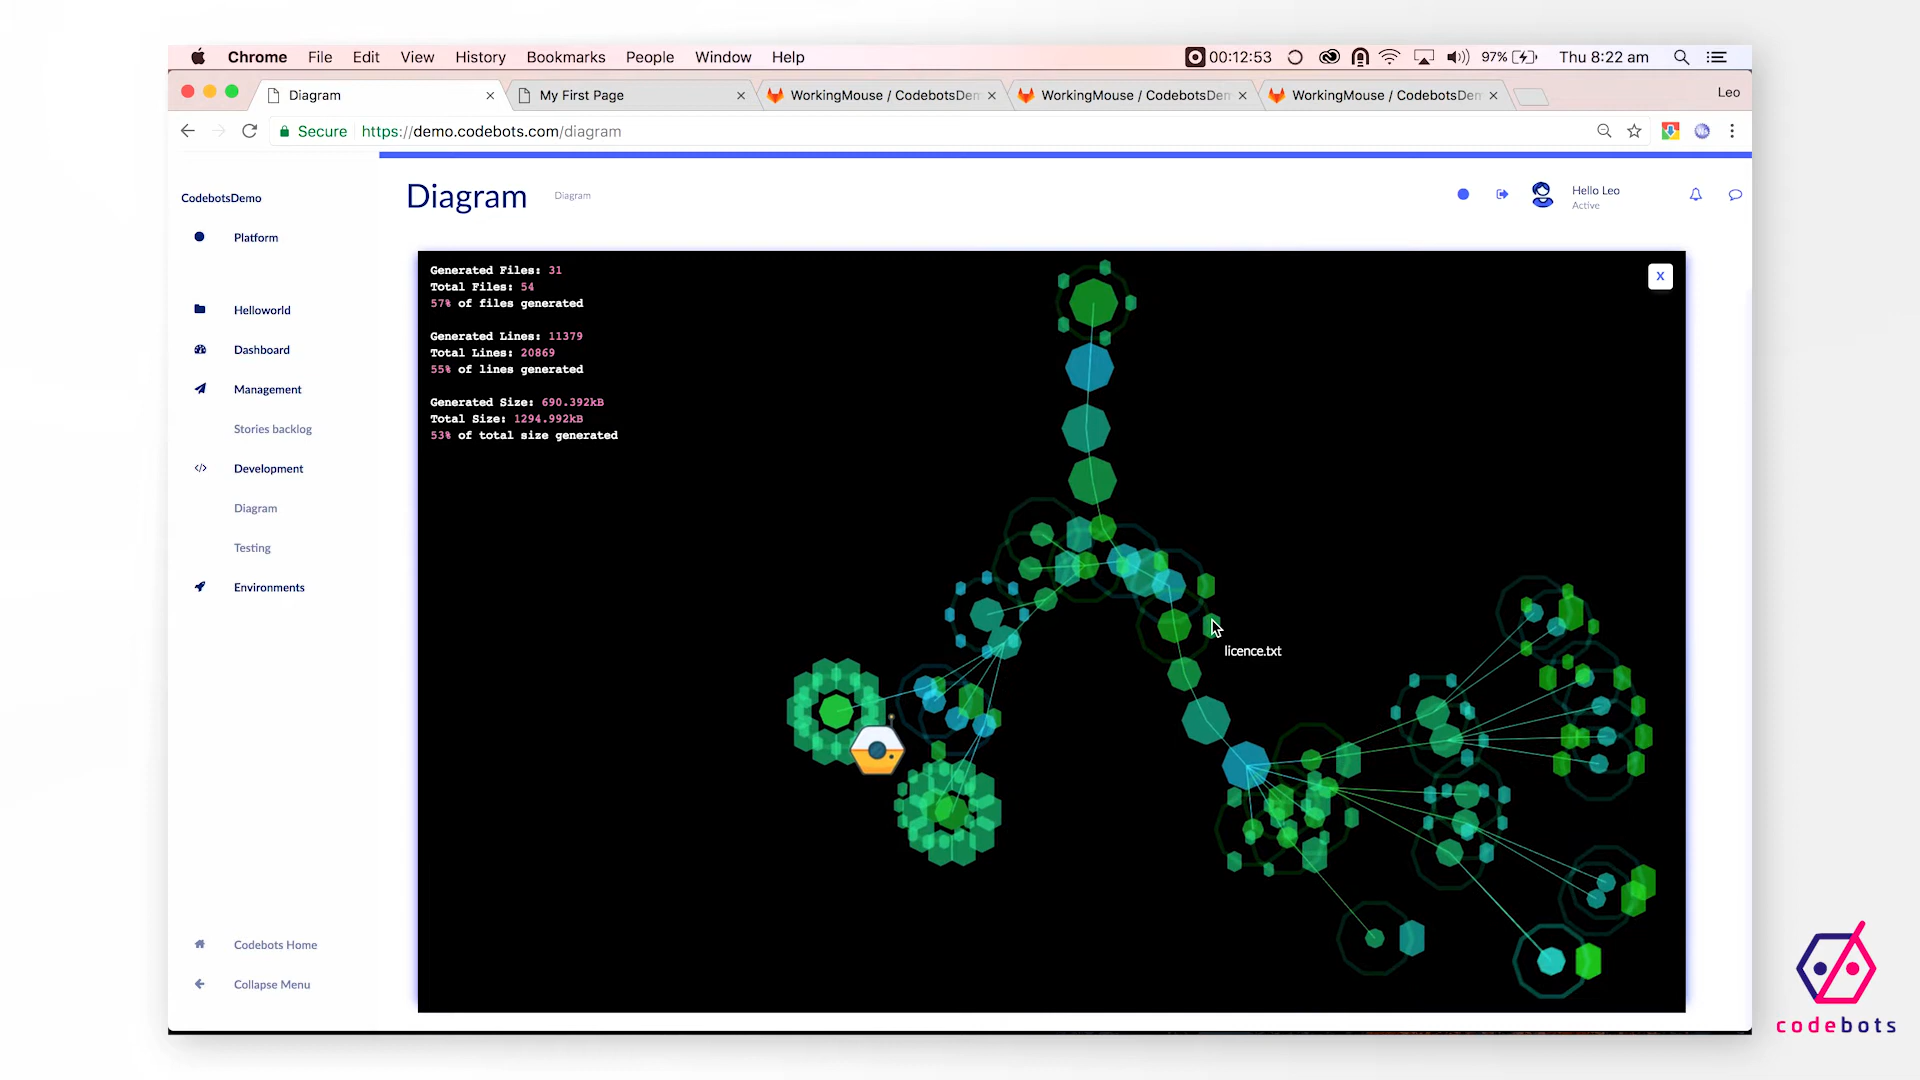 Chrome File Edit View History Bookmarks People Window Help 00:12:53 97% Thu 8:22 am
Diagram My First Page WorkingMouse / CodebotsDem WorkingMouse / CodebotsDem WorkingMouse / CodebotsDem Leo
Secure https://demo.codebots.com/diagram
CodebotsDemo
Platform
Helloworld
Dashboard
Management
Stories backlog
Development
Diagram
Testing
Environments
Codebots Home
Collapse Menu
Diagram Diagram
Hello Leo
Active
Generated Files: 31
Total Files: 54
57% of files generated
Generated Lines: 11379
Total Lines: 20869
55% of lines generated
Generated Size: 690.392kB
Total Size: 1294.992kB
53% of total size generated
X
licence.txt
codebots